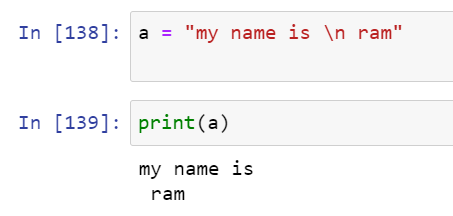 In [138]: a = "my name is \n ram"
In [139]: print(a)
my name is
 ram